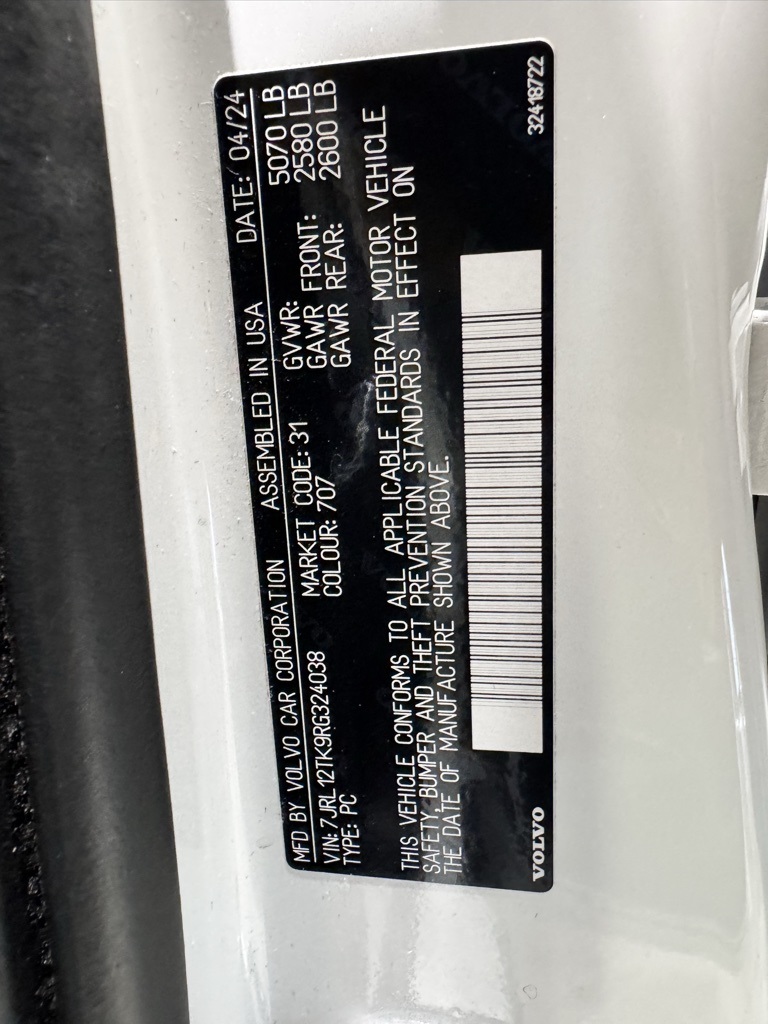 MFD BY VOLVO CAR CORPORATION ASSEMBLED IN USA DATE: 04/24
VIN: 7JRL12TK9RG324038 MARKET CODE: 31 GVWR: 5070 LB
TYPE: PC COLOUR: 707 GAWR FRONT: 2580 LB
GAWR REAR: 2600 LB
THIS VEHICLE CONFORMS TO ALL APPLICABLE FEDERAL MOTOR VEHICLE
SAFETY, BUMPER AND THEFT PREVENTION STANDARDS IN EFFECT ON
THE DATE OF MANUFACTURE SHOWN ABOVE.
VOLVO 32418722